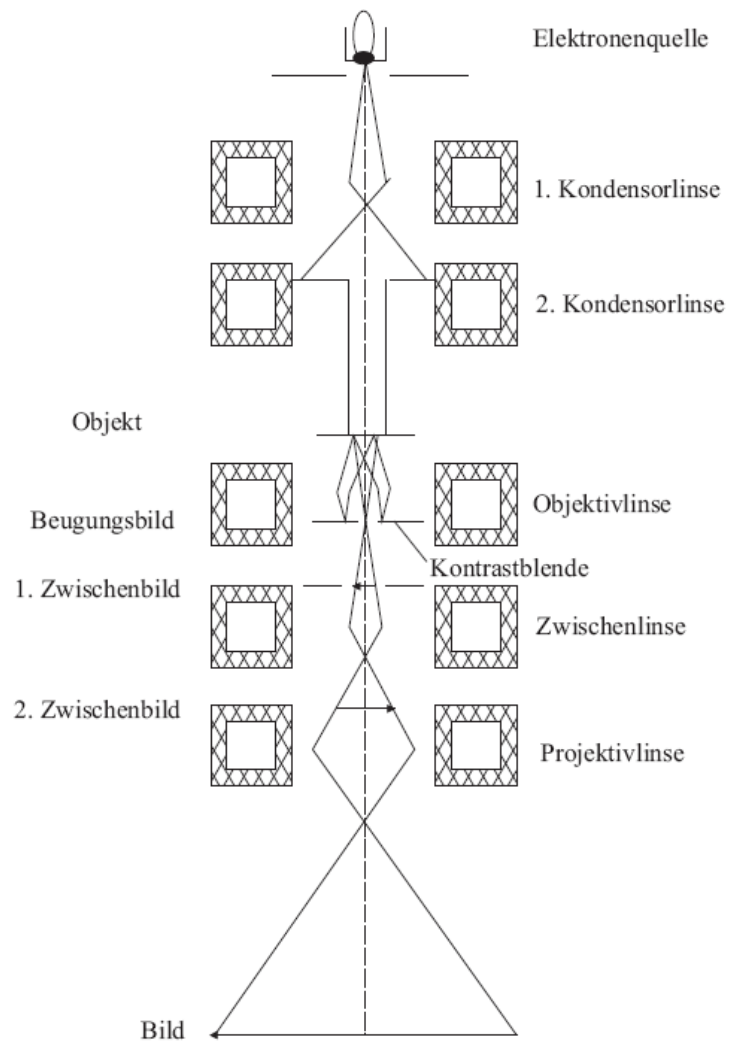 Elektronenquelle
1. Kondensorlinse
2. Kondensorlinse
Objekt
Objektivlinse
Beugungsbild
Kontrastblende
1. Zwischenbild
Zwischenlinse
2. Zwischenbild
Projektivlinse
Bild